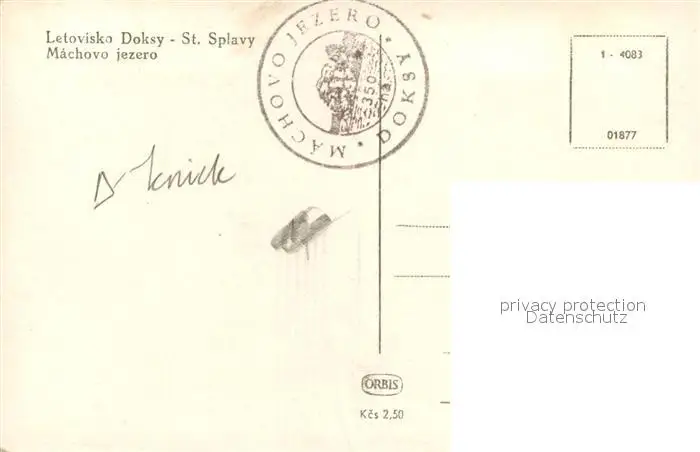 Letovisko Doksy - St. Splavy
Máchovo jezero
MÁCHOVO JEZERO • DOKSY •
350
1 - 4083
01877
knick
privacy protection
Datenschutz
ORBIS
Kčs 2,50